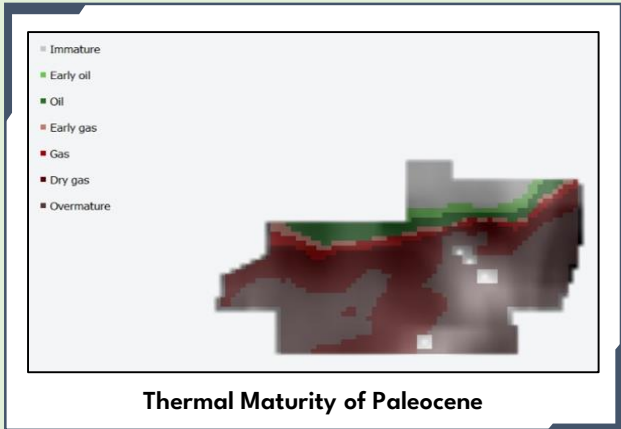 Immature
Early oil
Oil
Early gas
Gas
Dry gas
Overmature
Thermal Maturity of Paleocene